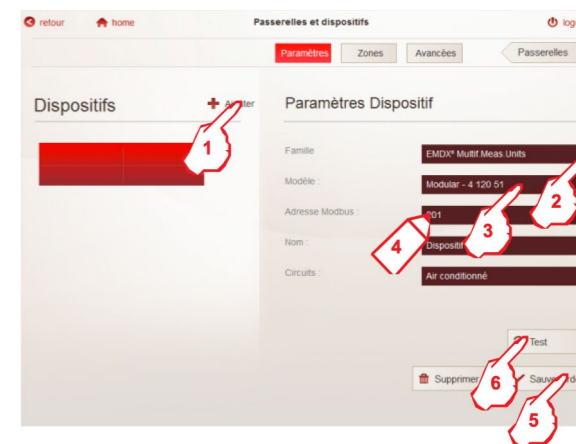 retour home Passerelles et dispositifs log
Paramètres Zones Avancées Passerelles
Dispositifs Paramètres Dispositif
1
Famille EMDX³ Multif Meas Units
2
Modèle : Modular - 4 120 51
3
Adresse Modbus : 001
4
Nom : Dispositif
Circuits : Air conditionné
Test
6
Supprimer
5